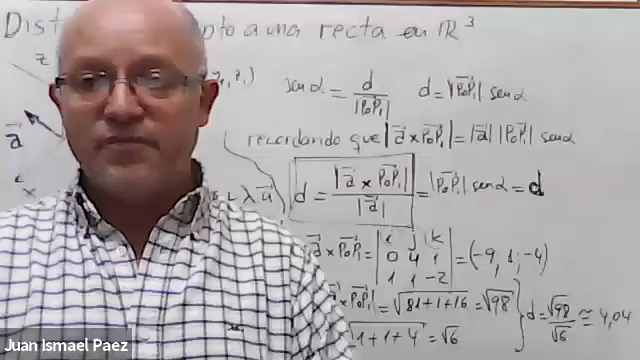 Dist pto a una recta en ℝ³
z
, z₁)
sen α = d / |P₀P₁|   d = |P₀P₁| sen α
a
recordando que |a × P₀P₁| = |a| |P₀P₁| sen α
x
λ a
d = |a × P₀P₁| / |a| = |P₀P₁| sen α = d
a × P₀P₁ = | i j k | 0 4 1 | 1 1 -2 | = (-9, 1, -4)
× P₀P₁| = √81+1+16 = √98
1+1+4 = √6
d = √98 / √6 ≅ 4,04
Juan Ismael Paez